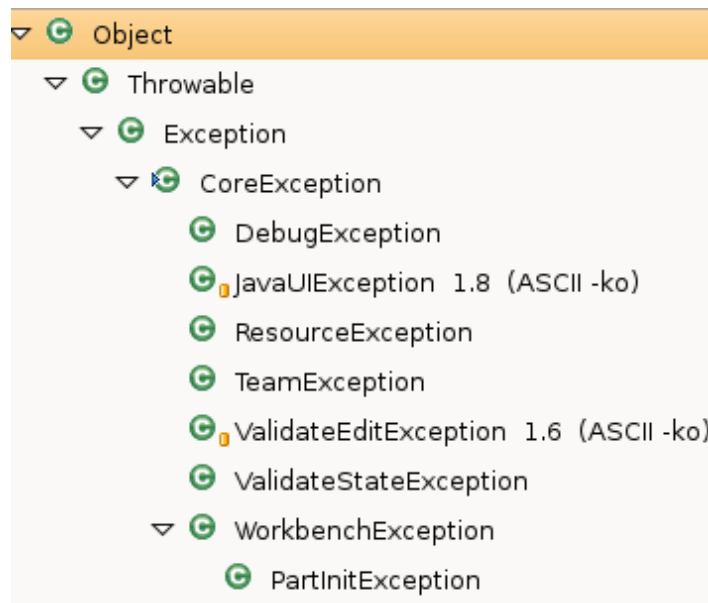 Object
Throwable
Exception
CoreException
DebugException
JavaUIException 1.8 (ASCII -ko)
ResourceException
TeamException
ValidateEditException 1.6 (ASCII -ko)
ValidateStateException
WorkbenchException
PartInitException